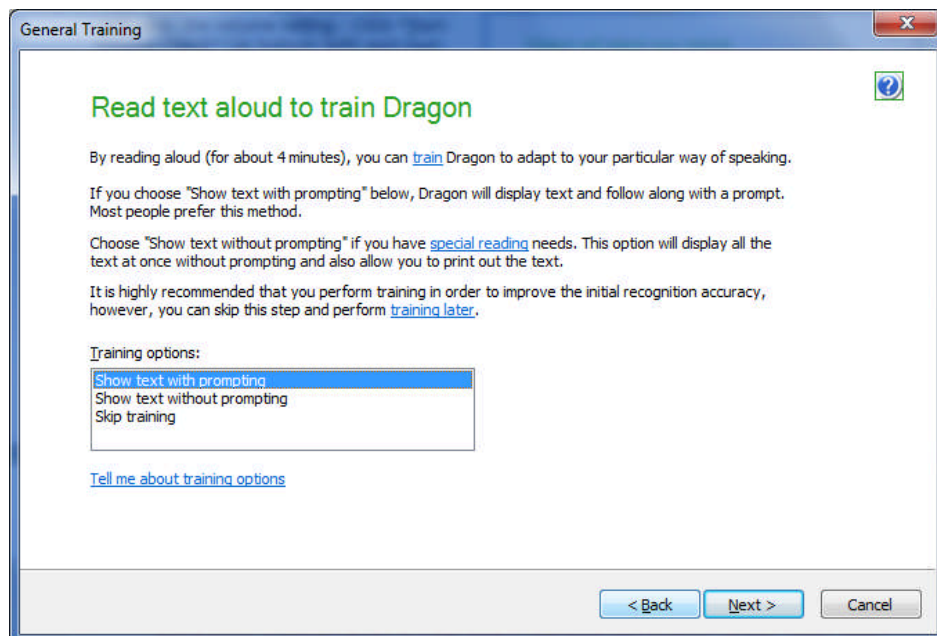 General Training
Read text aloud to train Dragon
By reading aloud (for about 4 minutes), you can train Dragon to adapt to your particular way of speaking.
If you choose "Show text with prompting" below, Dragon will display text and follow along with a prompt.
Most people prefer this method.
Choose "Show text without prompting" if you have special reading needs. This option will display all the
text at once without prompting and also allow you to print out the text.
It is highly recommended that you perform training in order to improve the initial recognition accuracy,
however, you can skip this step and perform training later.
Training options:
Show text with prompting
Show text without prompting
Skip training
Tell me about training options
< Back
Next >
Cancel